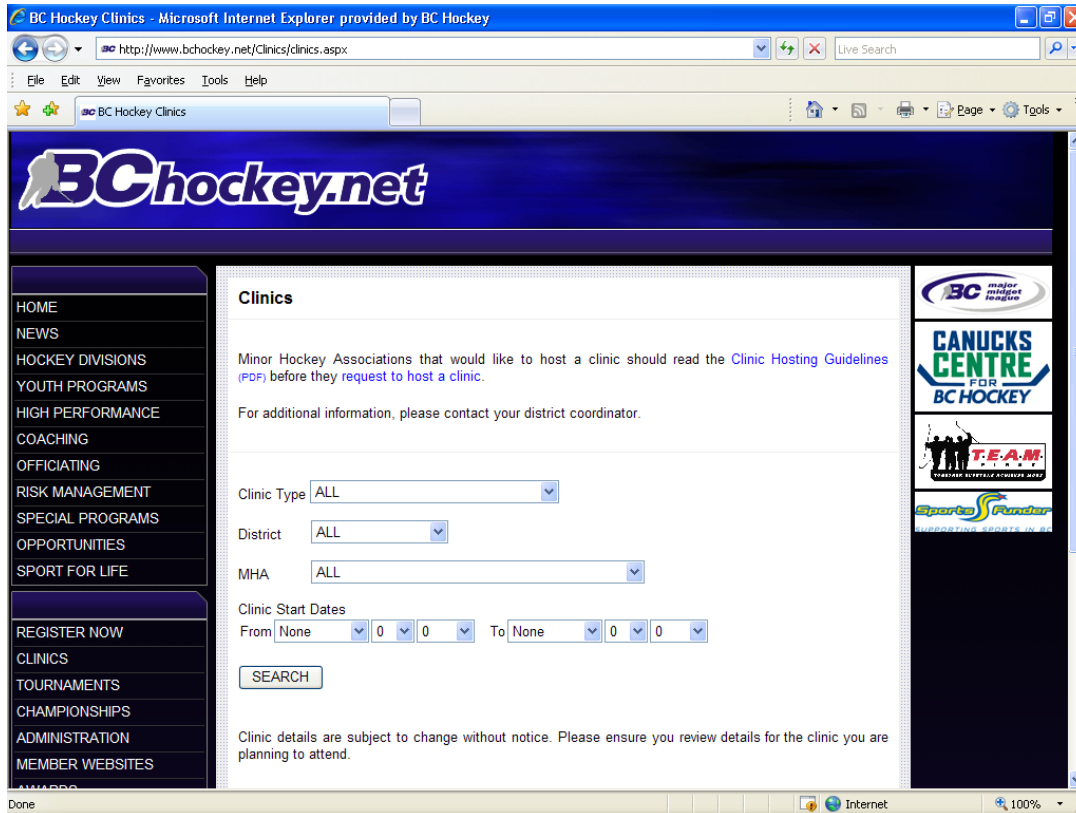 BC Hockey Clinics - Microsoft Internet Explorer provided by BC Hockey
http://www.bchockey.net/Clinics/clinics.aspx
Live Search
File Edit View Favorites Tools Help
BC Hockey Clinics
Page Tools
BChockey.net
HOME
NEWS
HOCKEY DIVISIONS
YOUTH PROGRAMS
HIGH PERFORMANCE
COACHING
OFFICIATING
RISK MANAGEMENT
SPECIAL PROGRAMS
OPPORTUNITIES
SPORT FOR LIFE
REGISTER NOW
CLINICS
TOURNAMENTS
CHAMPIONSHIPS
ADMINISTRATION
MEMBER WEBSITES
AWARDS
Clinics
Minor Hockey Associations that would like to host a clinic should read the Clinic Hosting Guidelines
(PDF) before they request to host a clinic.
For additional information, please contact your district coordinator.
Clinic Type ALL
District ALL
MHA ALL
Clinic Start Dates
From None 0 0 To None 0 0
SEARCH
Clinic details are subject to change without notice. Please ensure you review details for the clinic you are
planning to attend.
BC major
midget
league
CANUCKS
CENTRE
FOR
BC HOCKEY
T.E.A.M.
FIRST
TOGETHER EVERYONE ACHIEVES MORE
Sports Funder
SUPPORTING SPORTS IN BC
Done
Internet
100%